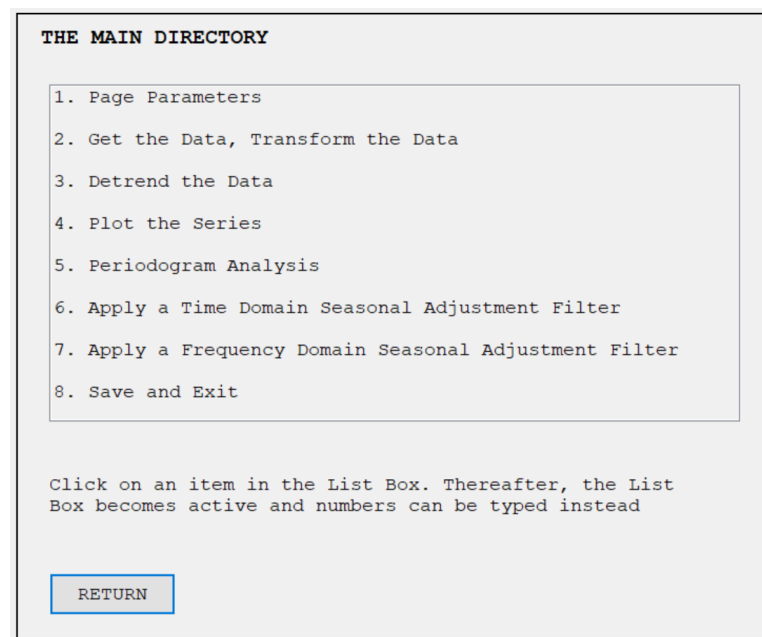 THE MAIN DIRECTORY
1. Page Parameters
2. Get the Data, Transform the Data
3. Detrend the Data
4. Plot the Series
5. Periodogram Analysis
6. Apply a Time Domain Seasonal Adjustment Filter
7. Apply a Frequency Domain Seasonal Adjustment Filter
8. Save and Exit
Click on an item in the List Box. Thereafter, the List
Box becomes active and numbers can be typed instead
RETURN